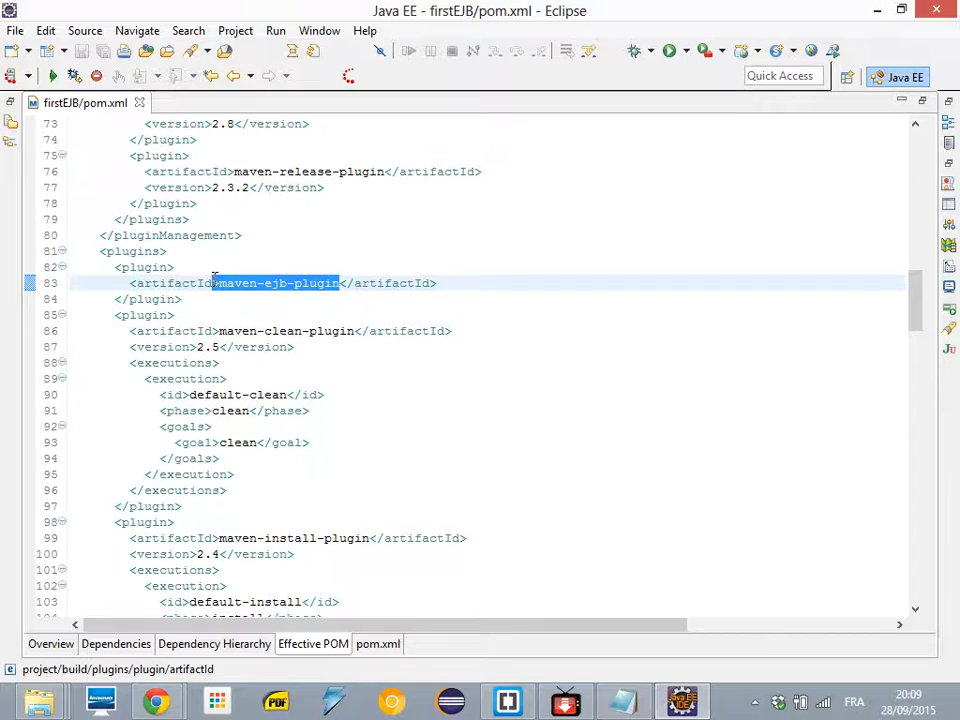 Java EE - firstEJB/pom.xml - Eclipse
File Edit Source Navigate Search Project Run Window Help
Quick Access
Java EE
firstEJB/pom.xml
73 <version>2.8</version>
74 </plugin>
75 <plugin>
76 <artifactId>maven-release-plugin</artifactId>
77 <version>2.3.2</version>
78 </plugin>
79 </plugins>
80 </pluginManagement>
81 <plugins>
82 <plugin>
83 <artifactId>maven-ejb-plugin</artifactId>
84 </plugin>
85 <plugin>
86 <artifactId>maven-clean-plugin</artifactId>
87 <version>2.5</version>
88 <executions>
89 <execution>
90 <id>default-clean</id>
91 <phase>clean</phase>
92 <goals>
93 <goal>clean</goal>
94 </goals>
95 </execution>
96 </executions>
97 </plugin>
98 <plugin>
99 <artifactId>maven-install-plugin</artifactId>
100 <version>2.4</version>
101 <executions>
102 <execution>
103 <id>default-install</id>
Overview Dependencies Dependency Hierarchy Effective POM pom.xml
project/build/plugins/plugin/artifactId
FRA
20:09
28/09/2015